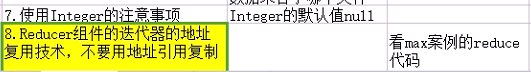 7.使用Integer的注意事项
Integer的默认值null
8.Reducer组件的迭代器的地址
复用技术，不要用地址引用复制
看max案例的reduce
代码